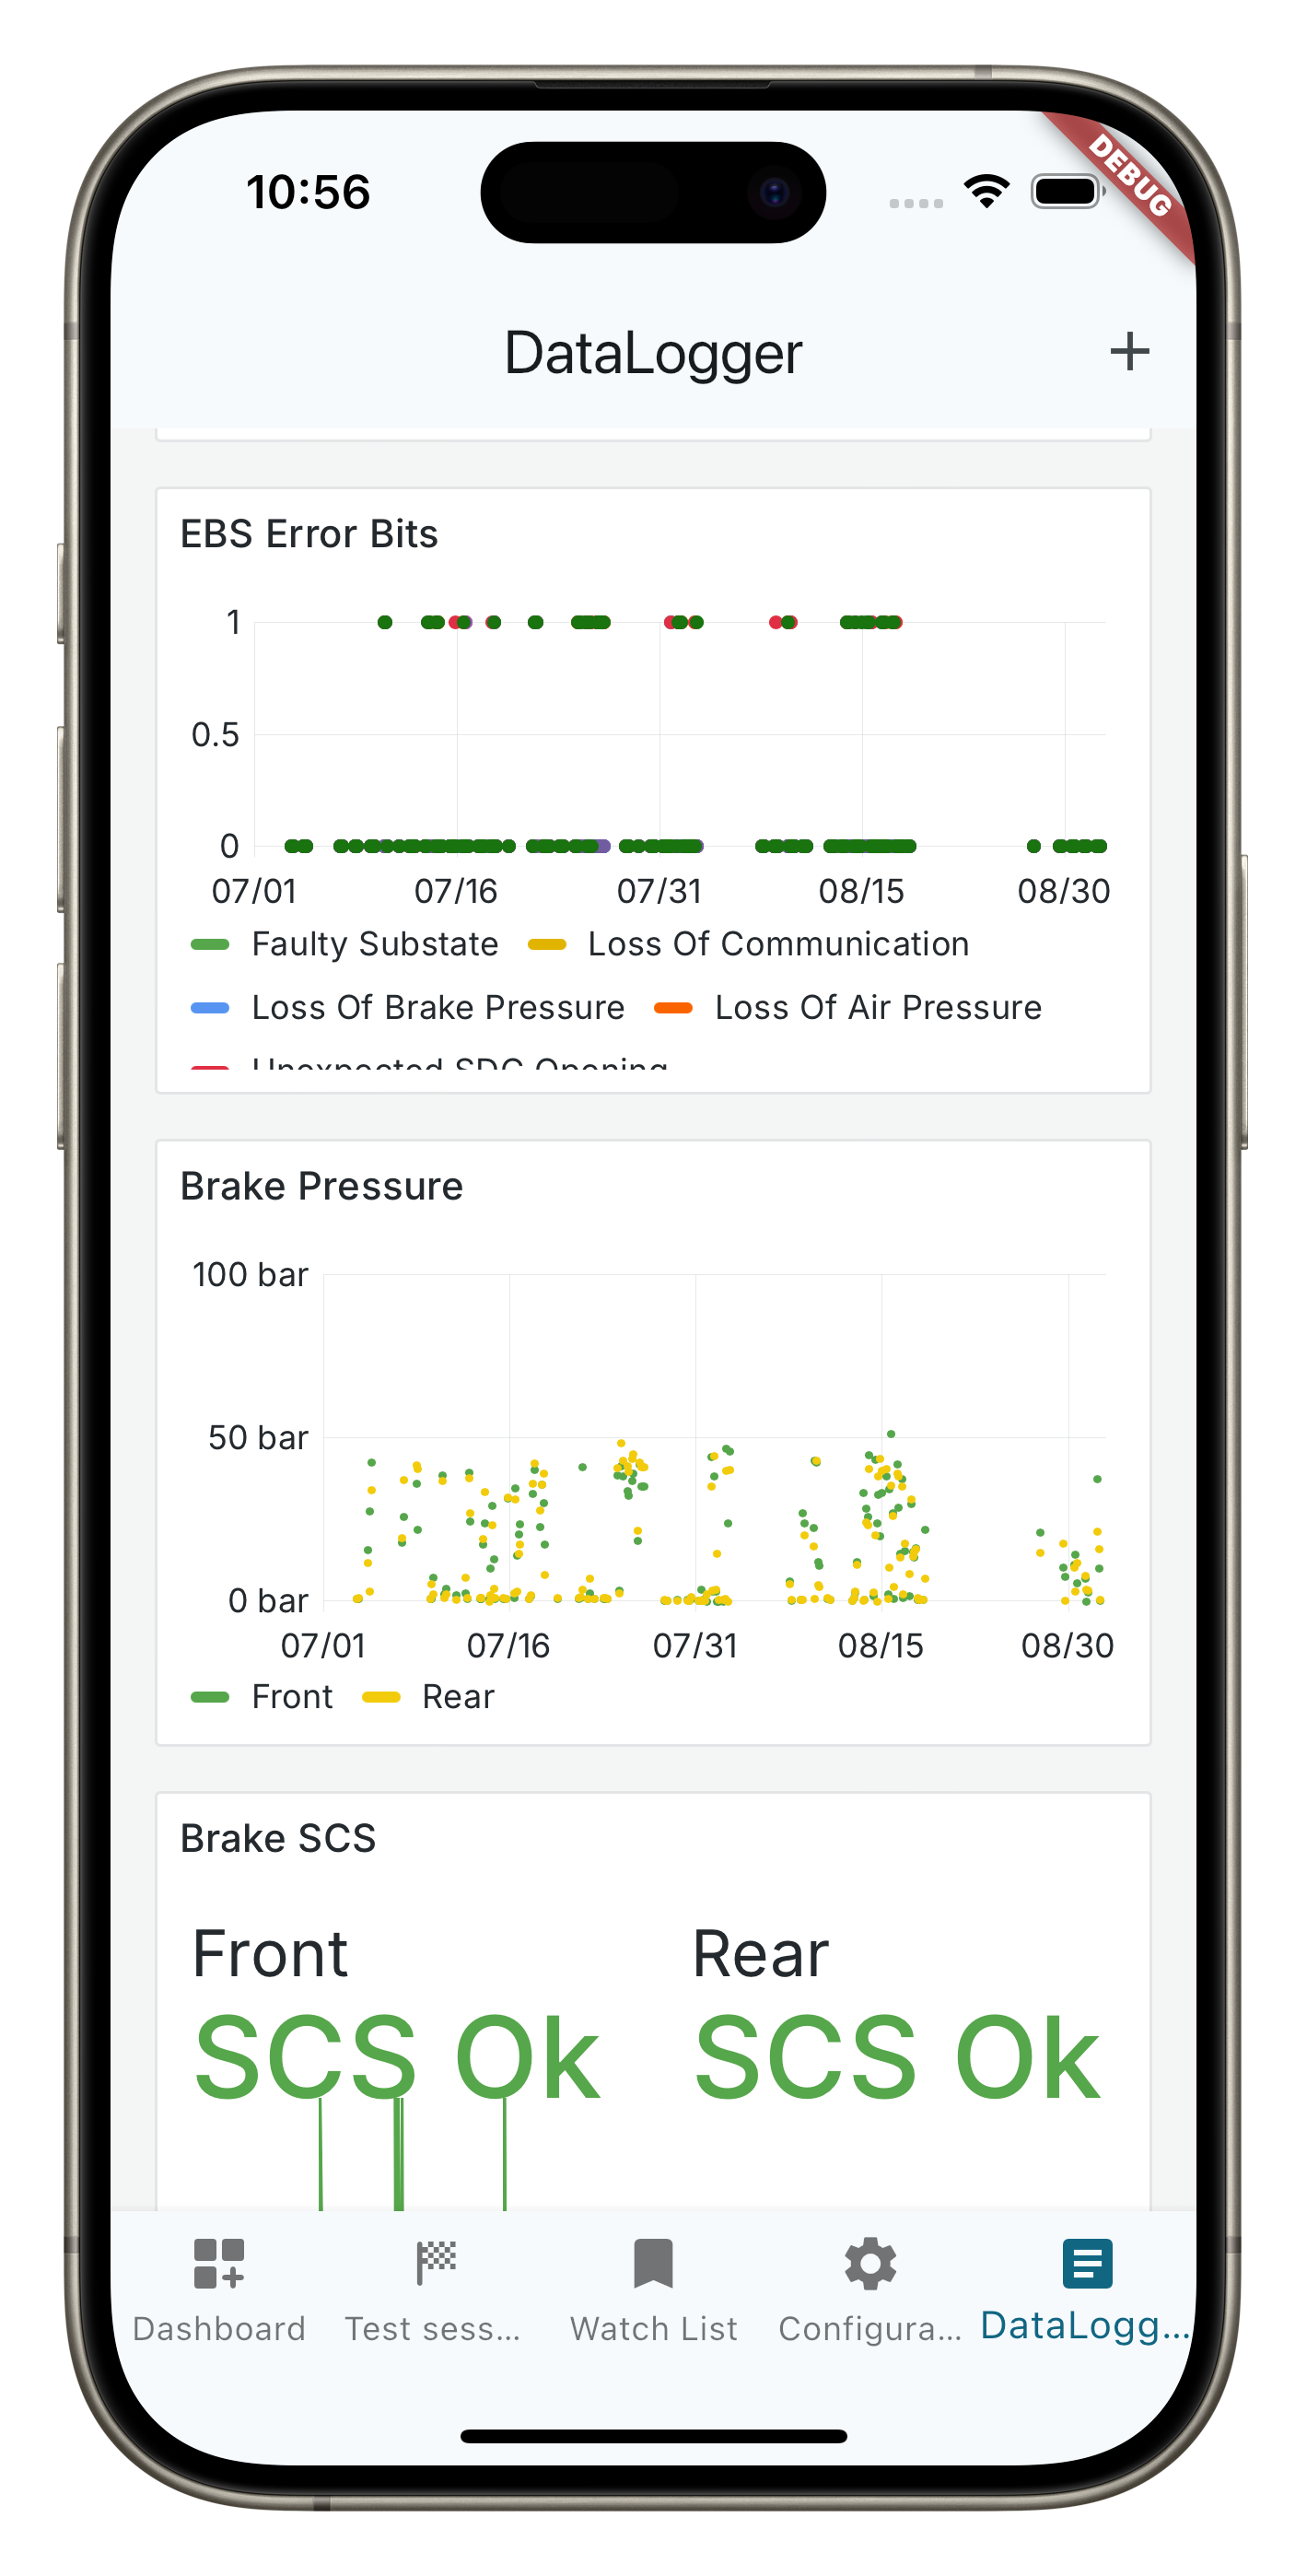 10:56
DEBUG
DataLogger
EBS Error Bits
1
0.5
0
07/01 07/16 07/31 08/15 08/30
Faulty Substate Loss Of Communication
Loss Of Brake Pressure Loss Of Air Pressure
Unexpected SDC Opening
Brake Pressure
100 bar
50 bar
0 bar
07/01 07/16 07/31 08/15 08/30
Front Rear
Brake SCS
Front Rear
SCS Ok SCS Ok
Dashboard Test sess... Watch List Configura... DataLogg...